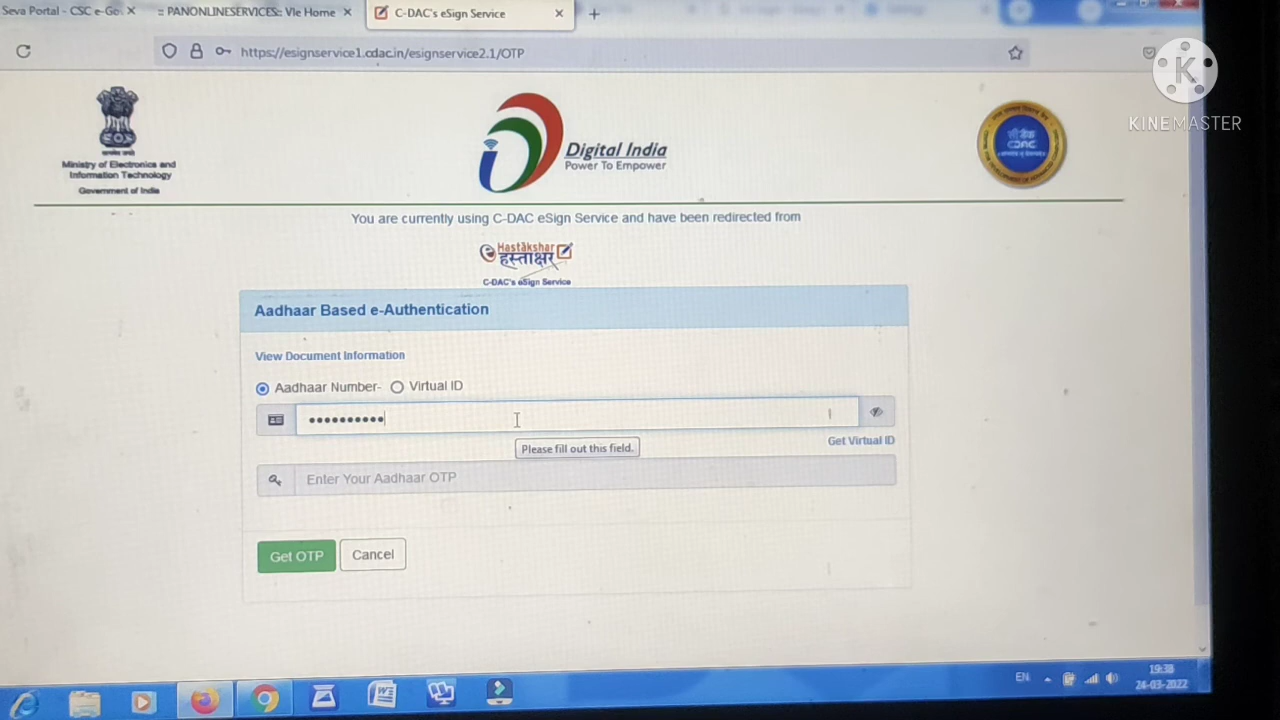 Seva Portal - CSC e-Go
:: PANONLINESERVICES:: Vle Home
C-DAC's eSign Service
https://esignservice1.cdac.in/esignservice2.1/OTP
KINEMASTER
Ministry of Electronics and
Information Technology
Government of India
Digital India
Power To Empower
सी डैक
CDAC
You are currently using C-DAC eSign Service and have been redirected from
e Hastākshar
हस्ताक्षर
C-DAC's eSign Service
Aadhaar Based e-Authentication
View Document Information
Aadhaar Number- Virtual ID
••••••••••
Please fill out this field.
Get Virtual ID
Enter Your Aadhaar OTP
Get OTP
Cancel
EN
19:38
24-03-2022